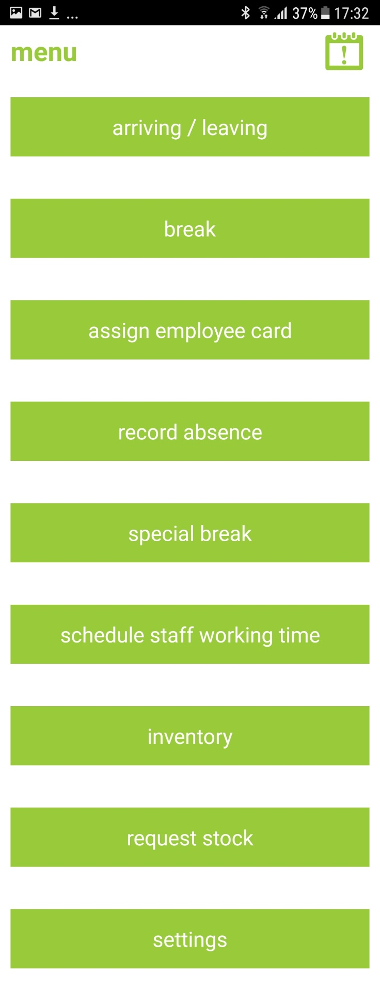 ... 37% 17:32
menu
arriving / leaving
break
assign employee card
record absence
special break
schedule staff working time
inventory
request stock
settings